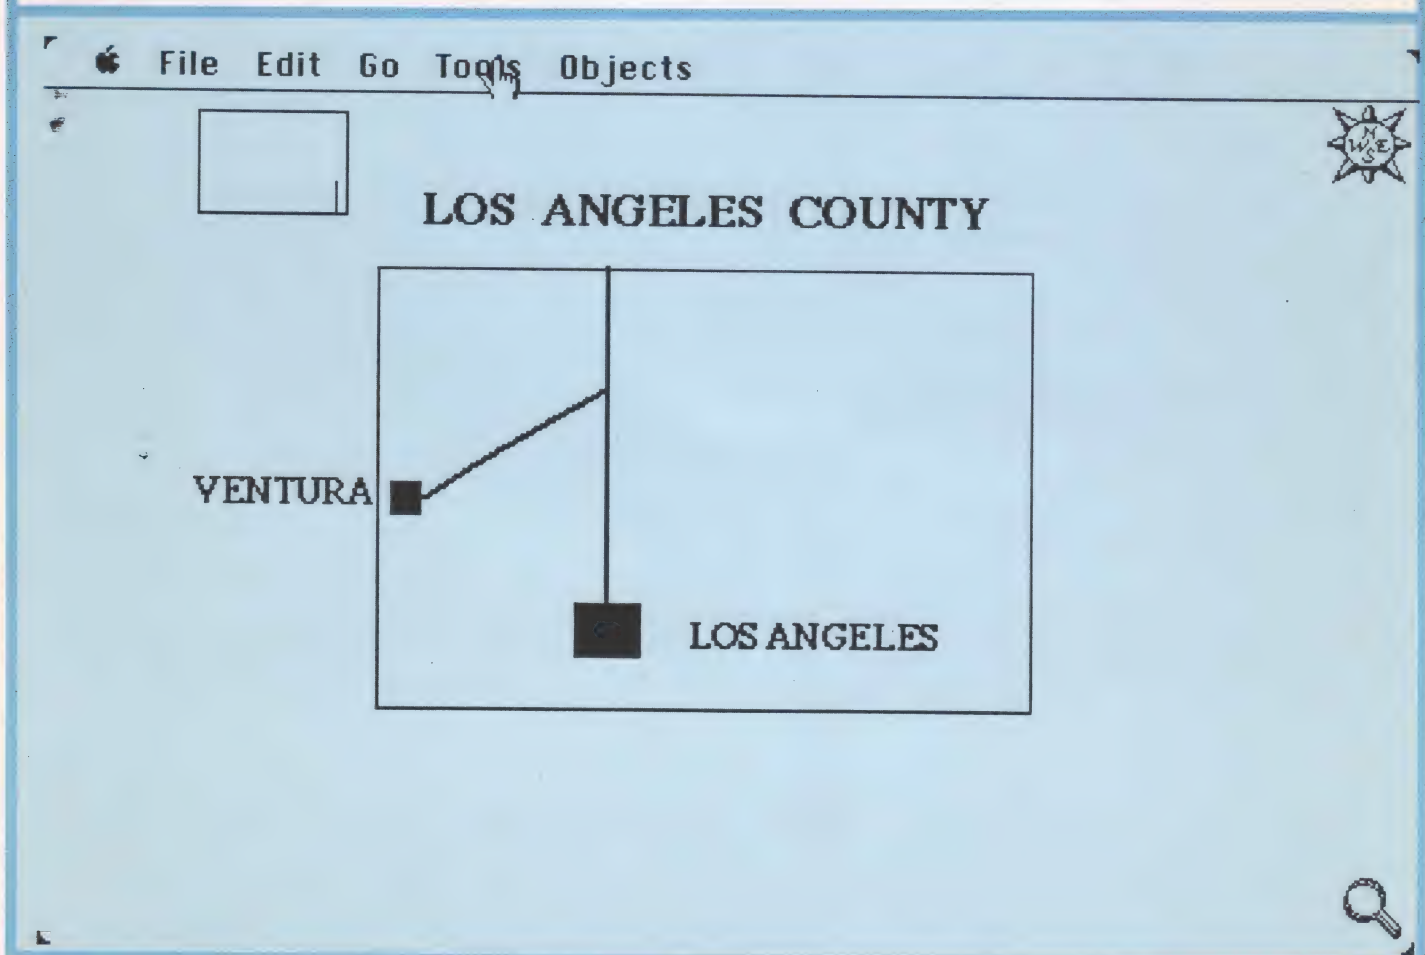 File Edit Go Tools Objects
N
W E
S
LOS ANGELES COUNTY
VENTURA
LOS ANGELES